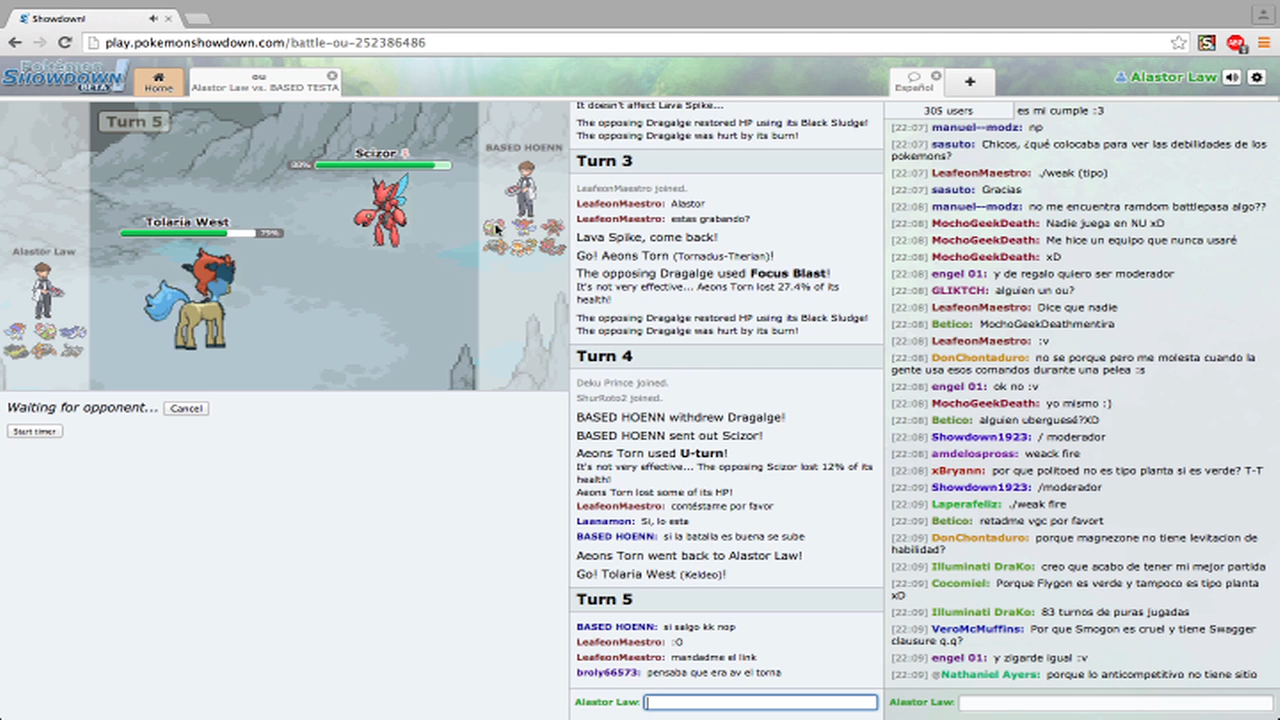 Showdown!
play.pokemonshowdown.com/battle-ou-252386486
Pokémon
SHOWDOWN!
BETA
Home
ou
Alastor Law vs. BASED TESTA
Español
+
Alastor Law
Turn 5
Scizor
88%
BASED HOENN
Tolaria West
79%
Alastor Law
Waiting for opponent... Cancel
Start timer
It doesn't affect Lava Spike...
The opposing Dragalge restored HP using its Black Sludge!
The opposing Dragalge was hurt by its burn!
Turn 3
LeafeonMaestro joined.
LeafeonMaestro: Alastor
LeafeonMaestro: estas grabando?
Lava Spike, come back!
Go! Aeons Torn (Tornadus-Therian)!
The opposing Dragalge used Focus Blast!
It's not very effective... Aeons Torn lost 27.4% of its
health!
The opposing Dragalge restored HP using its Black Sludge!
The opposing Dragalge was hurt by its burn!
Turn 4
Deku Prince joined.
ShurRoto2 joined.
BASED HOENN withdrew Dragalge!
BASED HOENN sent out Scizor!
Aeons Torn used U-turn!
It's not very effective... The opposing Scizor lost 12% of its
health!
Aeons Torn lost some of its HP!
LeafeonMaestro: contéstame por favor
Laanamon: Si, lo esta
BASED HOENN: si la batalla es buena se sube
Aeons Torn went back to Alastor Law!
Go! Tolaria West (Keldeo)!
Turn 5
BASED HOENN: si salgo kk nop
LeafeonMaestro: :O
LeafeonMaestro: mandadme el link
broly66573: pensaba que era av el torna
Alastor Law:
305 users
es mi cumple :3
[22:07] manuel--modz: np
[22:07] sasuto: Chicos, ¿qué colocaba para ver las debilidades de los
pokemons?
[22:07] LeafeonMaestro: ./weak (tipo)
[22:07] sasuto: Gracias
[22:08] manuel--modz: no me encuentra ramdom battlepasa algo??
[22:08] MochoGeekDeath: Nadie juega en NU xD
[22:08] MochoGeekDeath: Me hice un equipo que nunca usaré
[22:08] MochoGeekDeath: xD
[22:08] engel 01: y de regalo quiero ser moderador
[22:08] GLIKTCH: alguien un ou?
[22:08] LeafeonMaestro: Dice que nadie
[22:08] Betico: MochoGeekDeathmentira
[22:08] LeafeonMaestro: :v
[22:08] DonChontaduro: no se porque pero me molesta cuando la
gente usa esos comandos durante una pelea :s
[22:08] engel 01: ok no :v
[22:08] MochoGeekDeath: yo mismo :)
[22:08] Betico: alguien uberguesé?XD
[22:08] Showdown1923: / moderador
[22:08] amdelospross: weack fire
[22:08] xBryann: por que politoed no es tipo planta si es verde? T-T
[22:09] Showdown1923: /moderador
[22:09] Laperafeliz: ./weak fire
[22:09] Betico: retadme vgc por favort
[22:09] DonChontaduro: porque magnezone no tiene levitacion de
habilidad?
[22:09] Illuminati DraKo: creo que acabo de tener mi mejor partida
[22:09] Cocomiel: Porque Flygon es verde y tampoco es tipo planta
xD
[22:09] Illuminati DraKo: 83 turnos de puras jugadas
[22:09] VeroMcMuffins: Por que Smogon es cruel y tiene Swagger
clausure q.q?
[22:09] engel 01: y zigarde igual :v
[22:09] @Nathaniel Ayers: porque lo anticompetitivo no tiene sitio
Alastor Law: